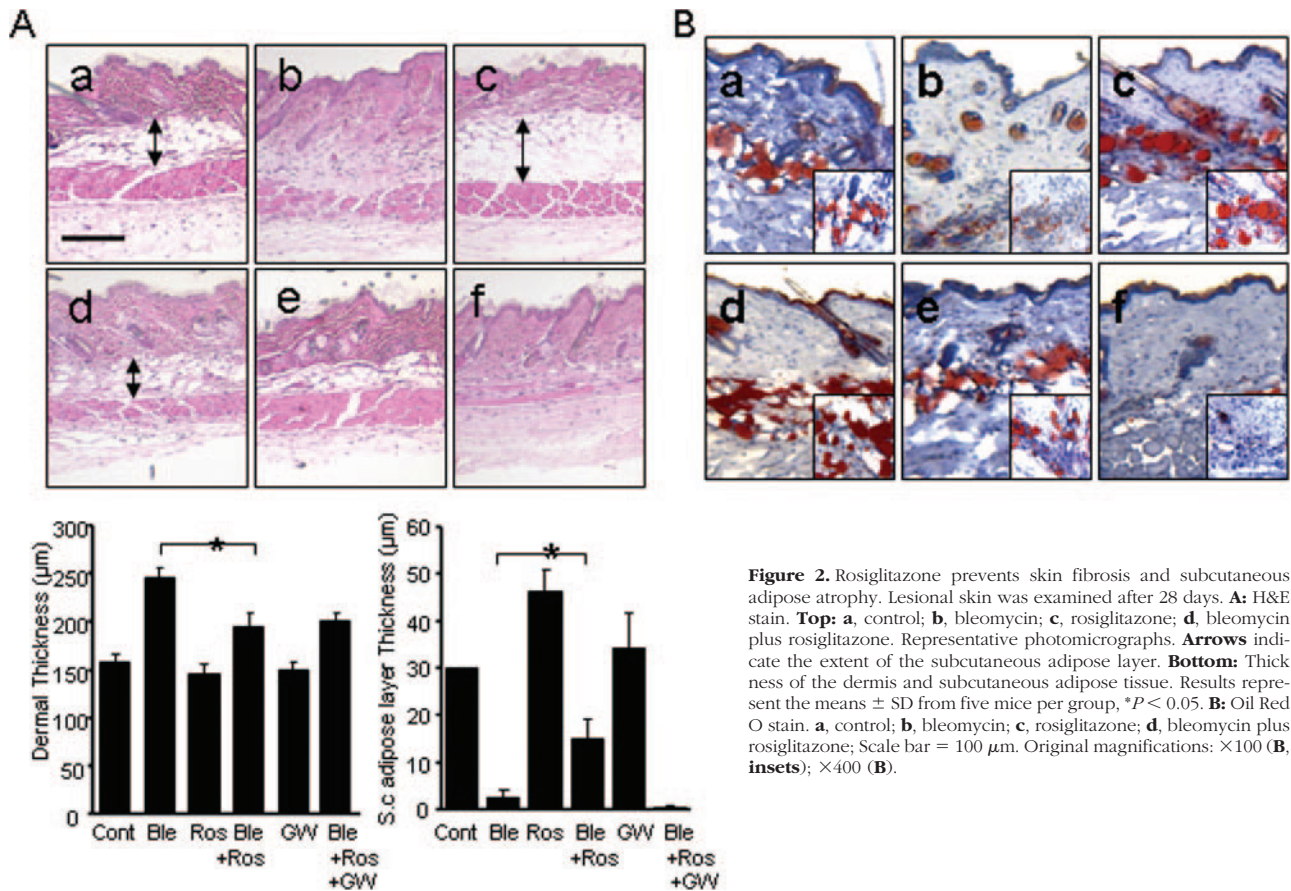 A
B
a
b
c
d
e
f
a
b
c
d
e
f
Dermal Thickness (µm)
300
250
200
150
100
50
0
Cont Ble Ros Ble GW Ble
+Ros +Ros
+GW
*
S.c adipose layer Thickness (µm)
60
50
40
30
20
10
0
Cont Ble Ros Ble GW Ble
+Ros +Ros
+GW
*
Figure 2. Rosiglitazone prevents skin fibrosis and subcutaneous
adipose atrophy. Lesional skin was examined after 28 days. A: H&E
stain. Top: a, control; b, bleomycin; c, rosiglitazone; d, bleomycin
plus rosiglitazone. Representative photomicrographs. Arrows indi-
cate the extent of the subcutaneous adipose layer. Bottom: Thick
ness of the dermis and subcutaneous adipose tissue. Results repre-
sent the means ± SD from five mice per group, *P < 0.05. B: Oil Red
O stain. a, control; b, bleomycin; c, rosiglitazone; d, bleomycin plus
rosiglitazone; Scale bar = 100 µm. Original magnifications: ×100 (B,
insets); ×400 (B).